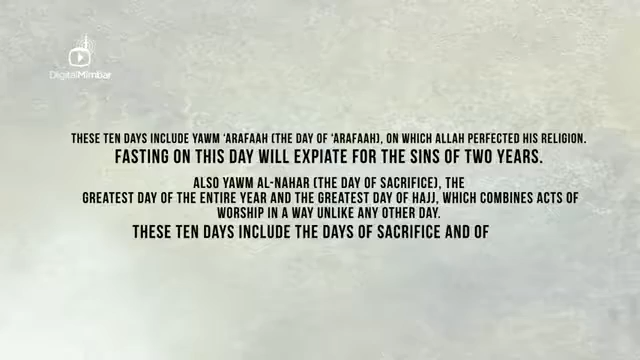 DigitalMimbar
THESE TEN DAYS INCLUDE YAWM ‘ARAFAAH (THE DAY OF ‘ARAFAAH), ON WHICH ALLAH PERFECTED HIS RELIGION.
FASTING ON THIS DAY WILL EXPIATE FOR THE SINS OF TWO YEARS.
ALSO YAWM AL-NAHAR (THE DAY OF SACRIFICE), THE
GREATEST DAY OF THE ENTIRE YEAR AND THE GREATEST DAY OF HAJJ, WHICH COMBINES ACTS OF
WORSHIP IN A WAY UNLIKE ANY OTHER DAY.
THESE TEN DAYS INCLUDE THE DAYS OF SACRIFICE AND OF